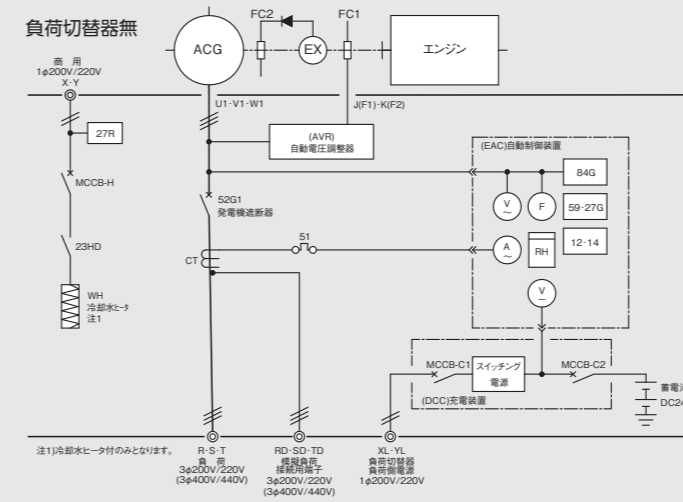 負荷切替器無
FC2
FC1
ACG
EX
エンジン
商 用
1φ200V/220V
X・Y
U1・V1・W1
J(F1)・K(F2)
27R
(AVR)
自動電圧調整器
(EAC)自動制御装置
84G
MCCB-H
52G1
発電機遮断器
V
～
F
59・27G
23HD
CT
51
A
～
RH
12・14
WH
冷却水ヒータ
注1
V
－
MCCB-C1
スイッチング
電源
MCCB-C2
(DCC)充電装置
蓄電池
DC24
注1)冷却水ヒータ付のみとなります。
R・S・T
負 荷
3φ200V/220V
(3φ400V/440V)
RD・SD・TD
模擬負荷
接続用端子
3φ200V/220V
(3φ400V/440V)
XL・YL
負荷切替器
負荷側電源
1φ200V/220V